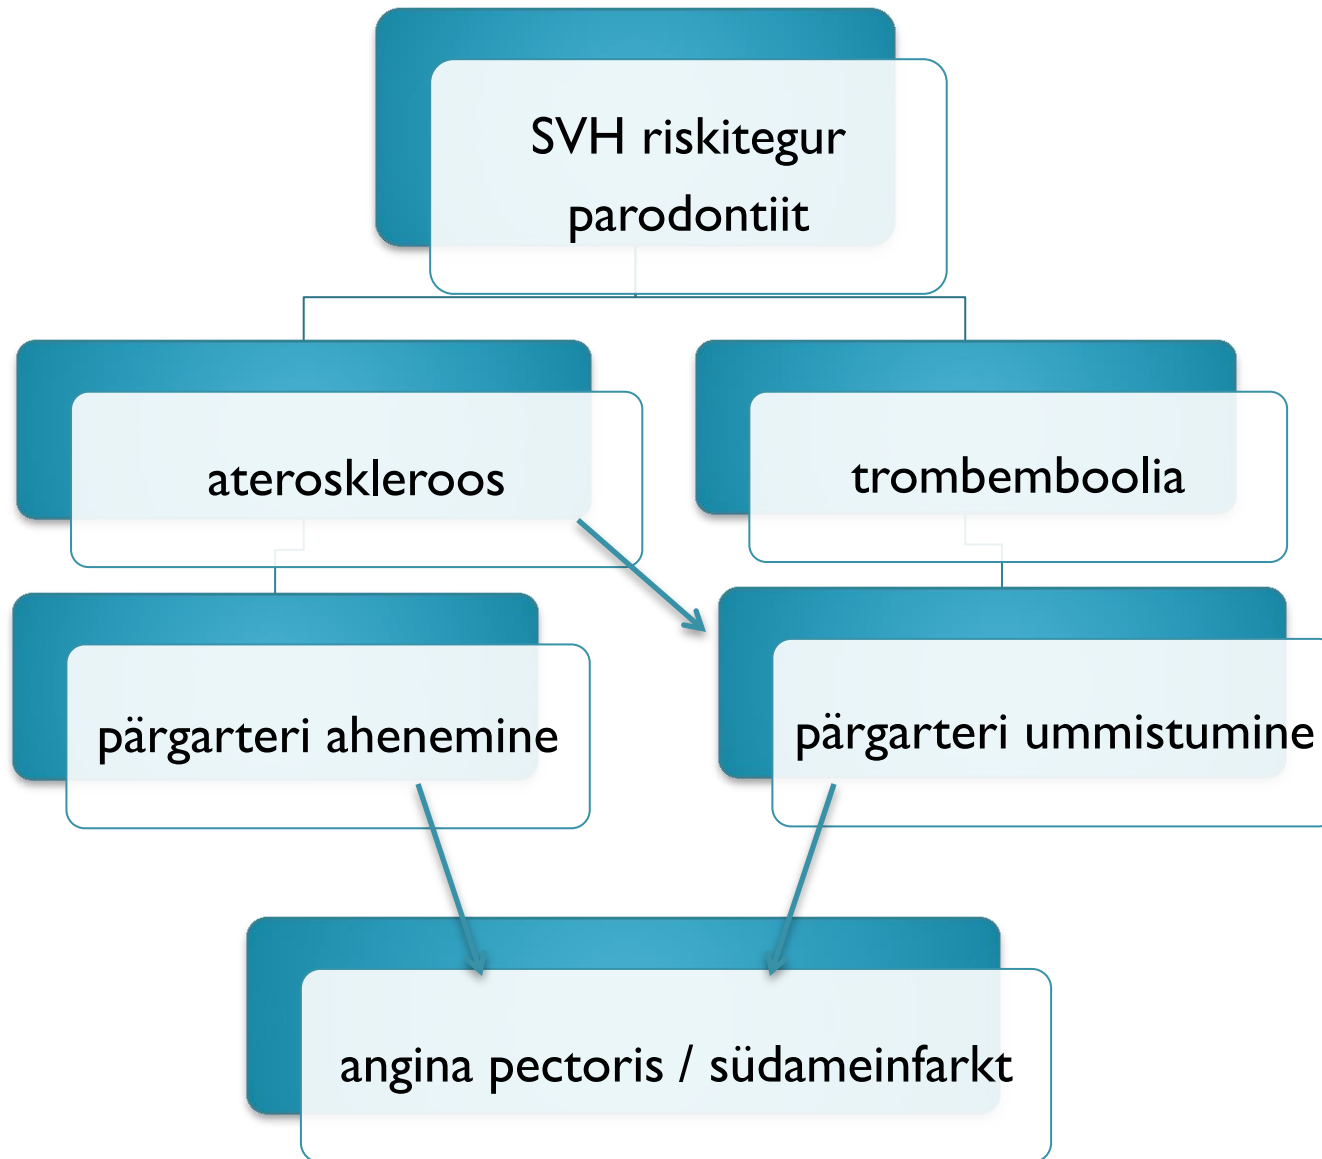 SVH riskitegur
parodontiit
ateroskleroos
trombemboolia
pärgarteri ahenemine
pärgarteri ummistumine
angina pectoris / südameinfarkt